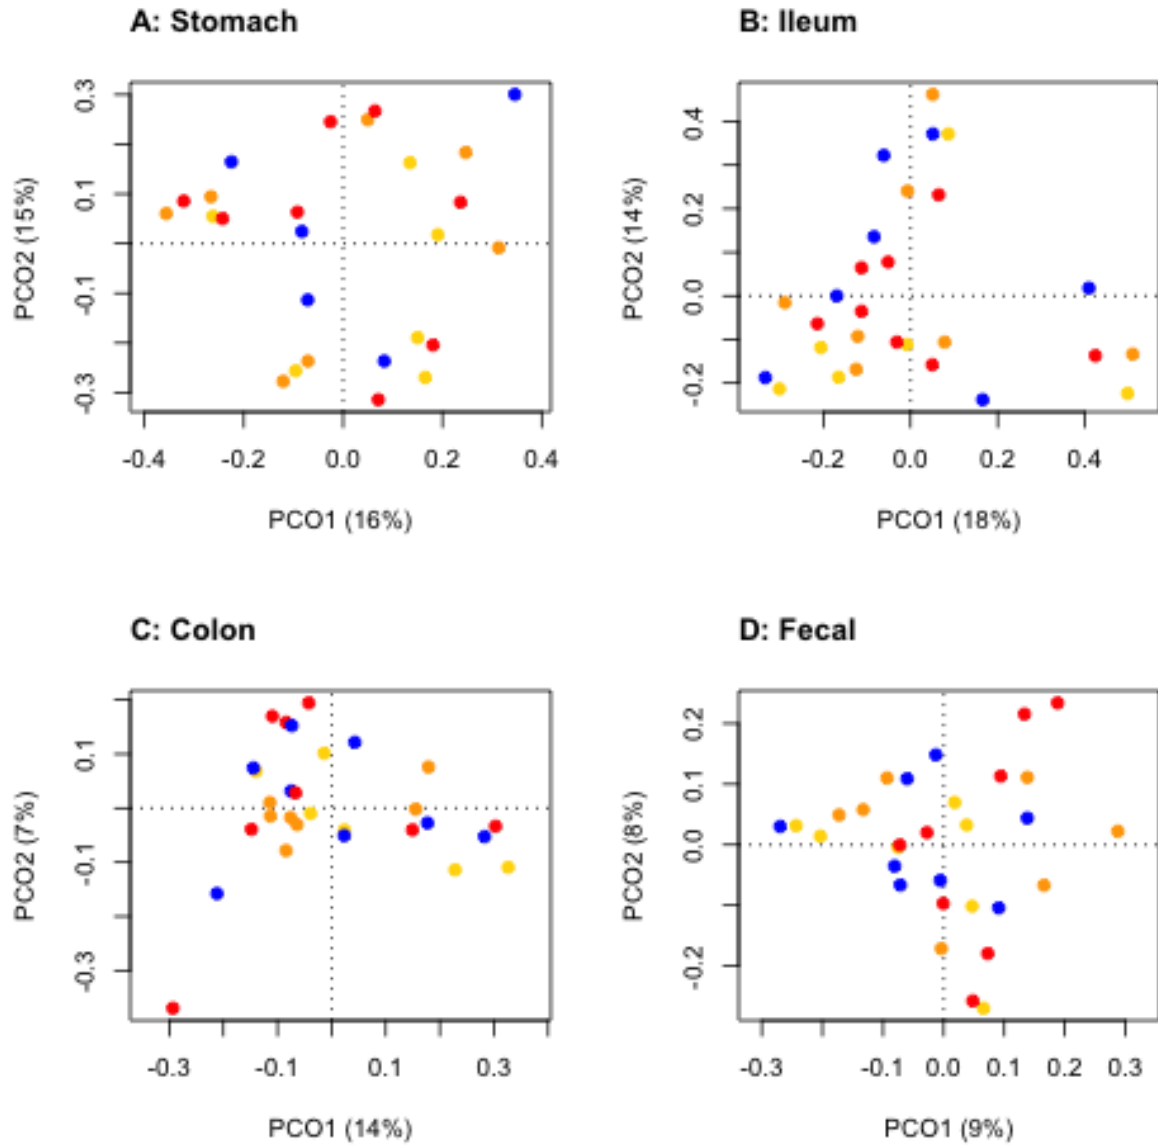 A: Stomach
0.3
0.1
-0.1
-0.3
PCO2 (15%)
-0.4 -0.2 0.0 0.2 0.4
PCO1 (16%)
B: Ileum
0.4
0.2
0.0
-0.2
PCO2 (14%)
-0.2 0.0 0.2 0.4
PCO1 (18%)
C: Colon
0.1
-0.1
-0.3
PCO2 (7%)
-0.3 -0.1 0.1 0.3
PCO1 (14%)
D: Fecal
0.2
0.1
0.0
-0.2
PCO2 (8%)
-0.3 -0.1 0.0 0.1 0.2 0.3
PCO1 (9%)